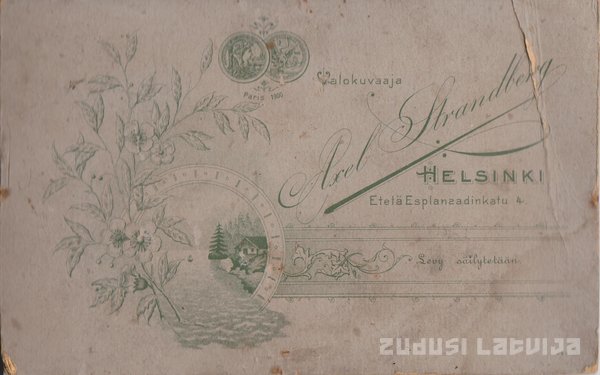 Valokuvaaja
Paris 1900
Axel Strandberg
HELSINKI
Etelä Esplanaadinkatu 4.
Levy säilytetään.
ZUDUSI LATVIJA